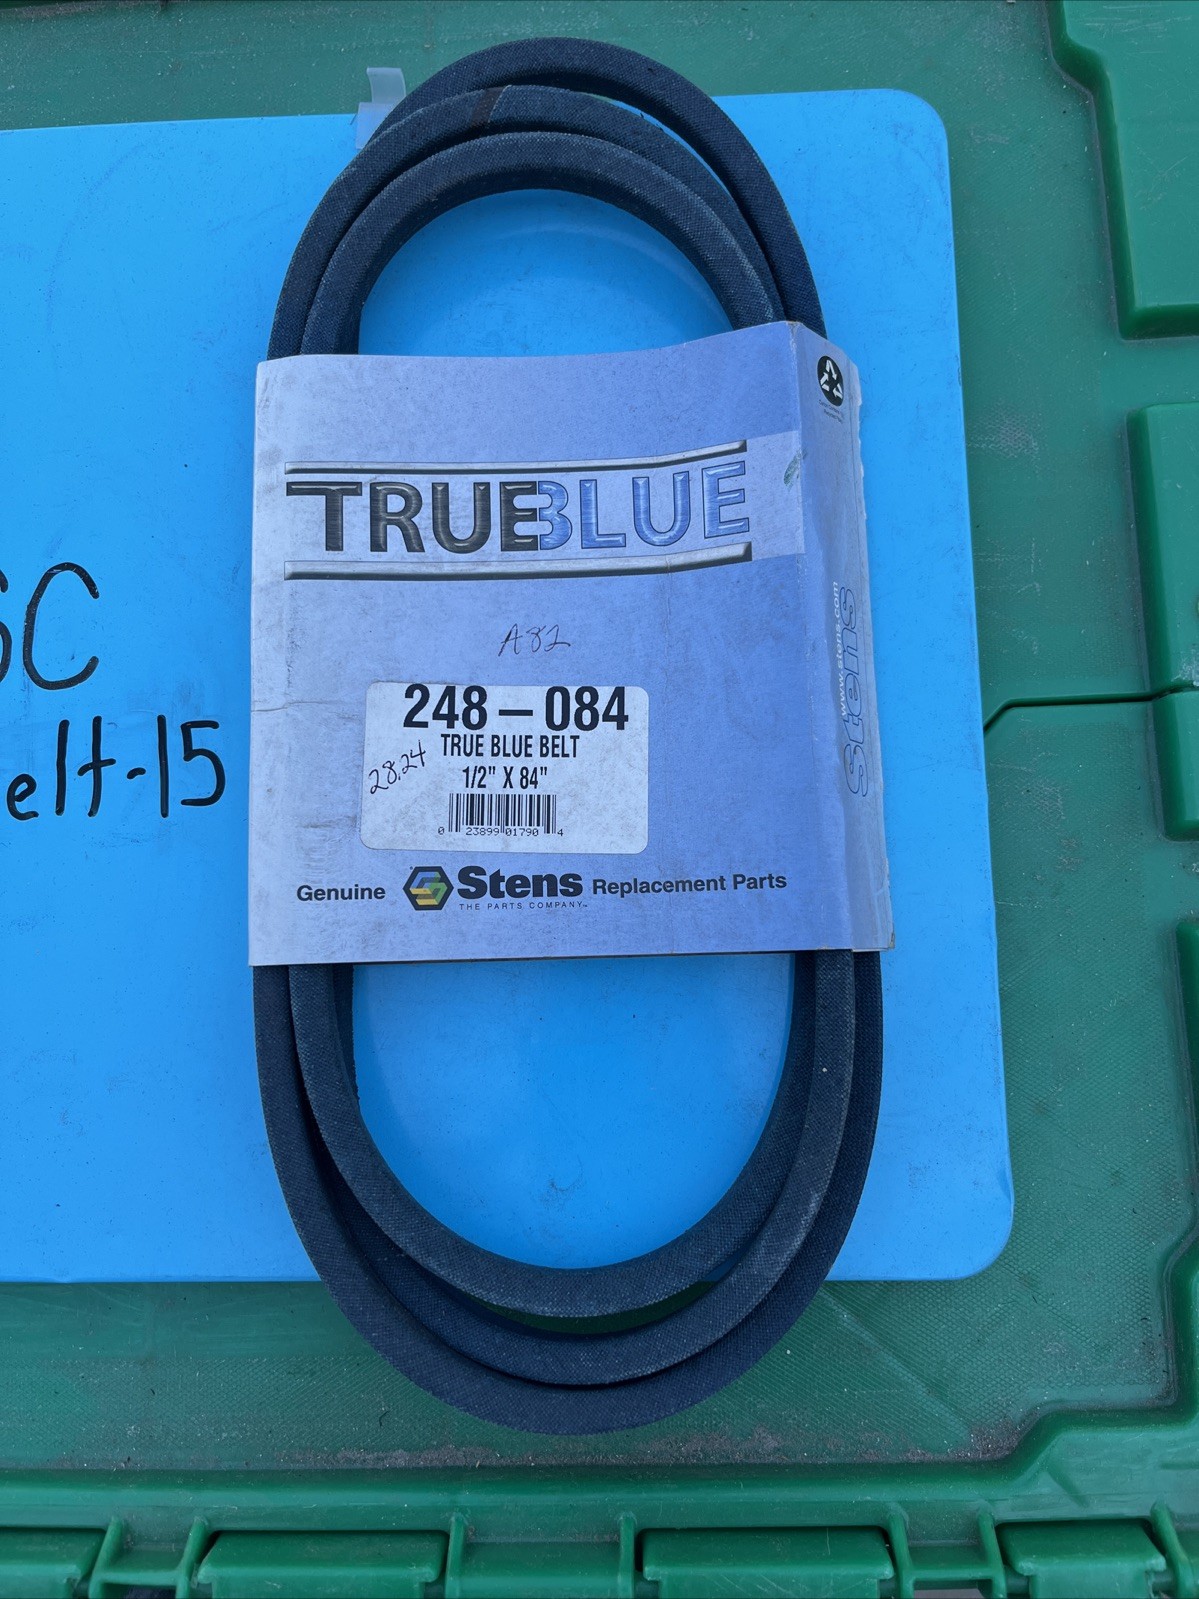 TRUEBLUE
A82
248-084
TRUE BLUE BELT
28.24
1/2" X 84"
0 23899 01790 4
Genuine Stens Replacement Parts
THE PARTS COMPANY™
www.stens.com
Stens
SC
elt-15